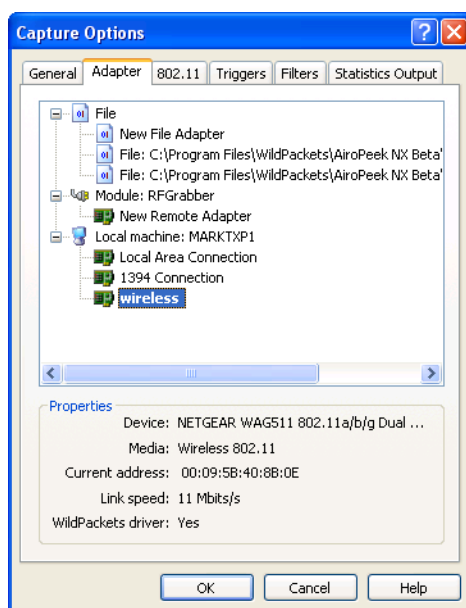 Capture Options
General Adapter 802.11 Triggers Filters Statistics Output
File
New File Adapter
File: C:\Program Files\WildPackets\AiroPeek NX Beta'
File: C:\Program Files\WildPackets\AiroPeek NX Beta'
Module: RFGrabber
New Remote Adapter
Local machine: MARKTXP1
Local Area Connection
1394 Connection
wireless
Properties
Device: NETGEAR WAG511 802.11a/b/g Dual ...
Media: Wireless 802.11
Current address: 00:09:5B:40:8B:0E
Link speed: 11 Mbits/s
WildPackets driver: Yes
OK Cancel Help